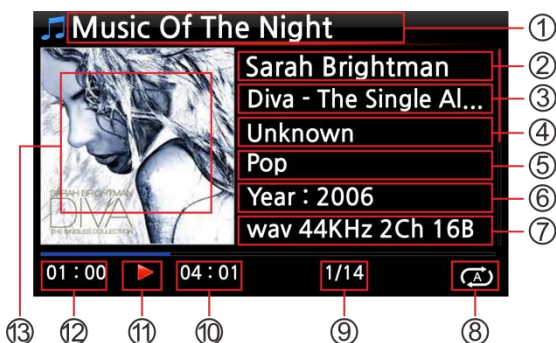 Music Of The Night
①
Sarah Brightman
②
Diva - The Single Al...
③
Unknown
④
Pop
⑤
Year : 2006
⑥
wav 44KHz 2Ch 16B
⑦
SARAH BRIGHTMAN
DIVA
THE SINGLES COLLECTION
01 : 00
04 : 01
1/14
A
⑬
⑫
⑪
⑩
⑨
⑧